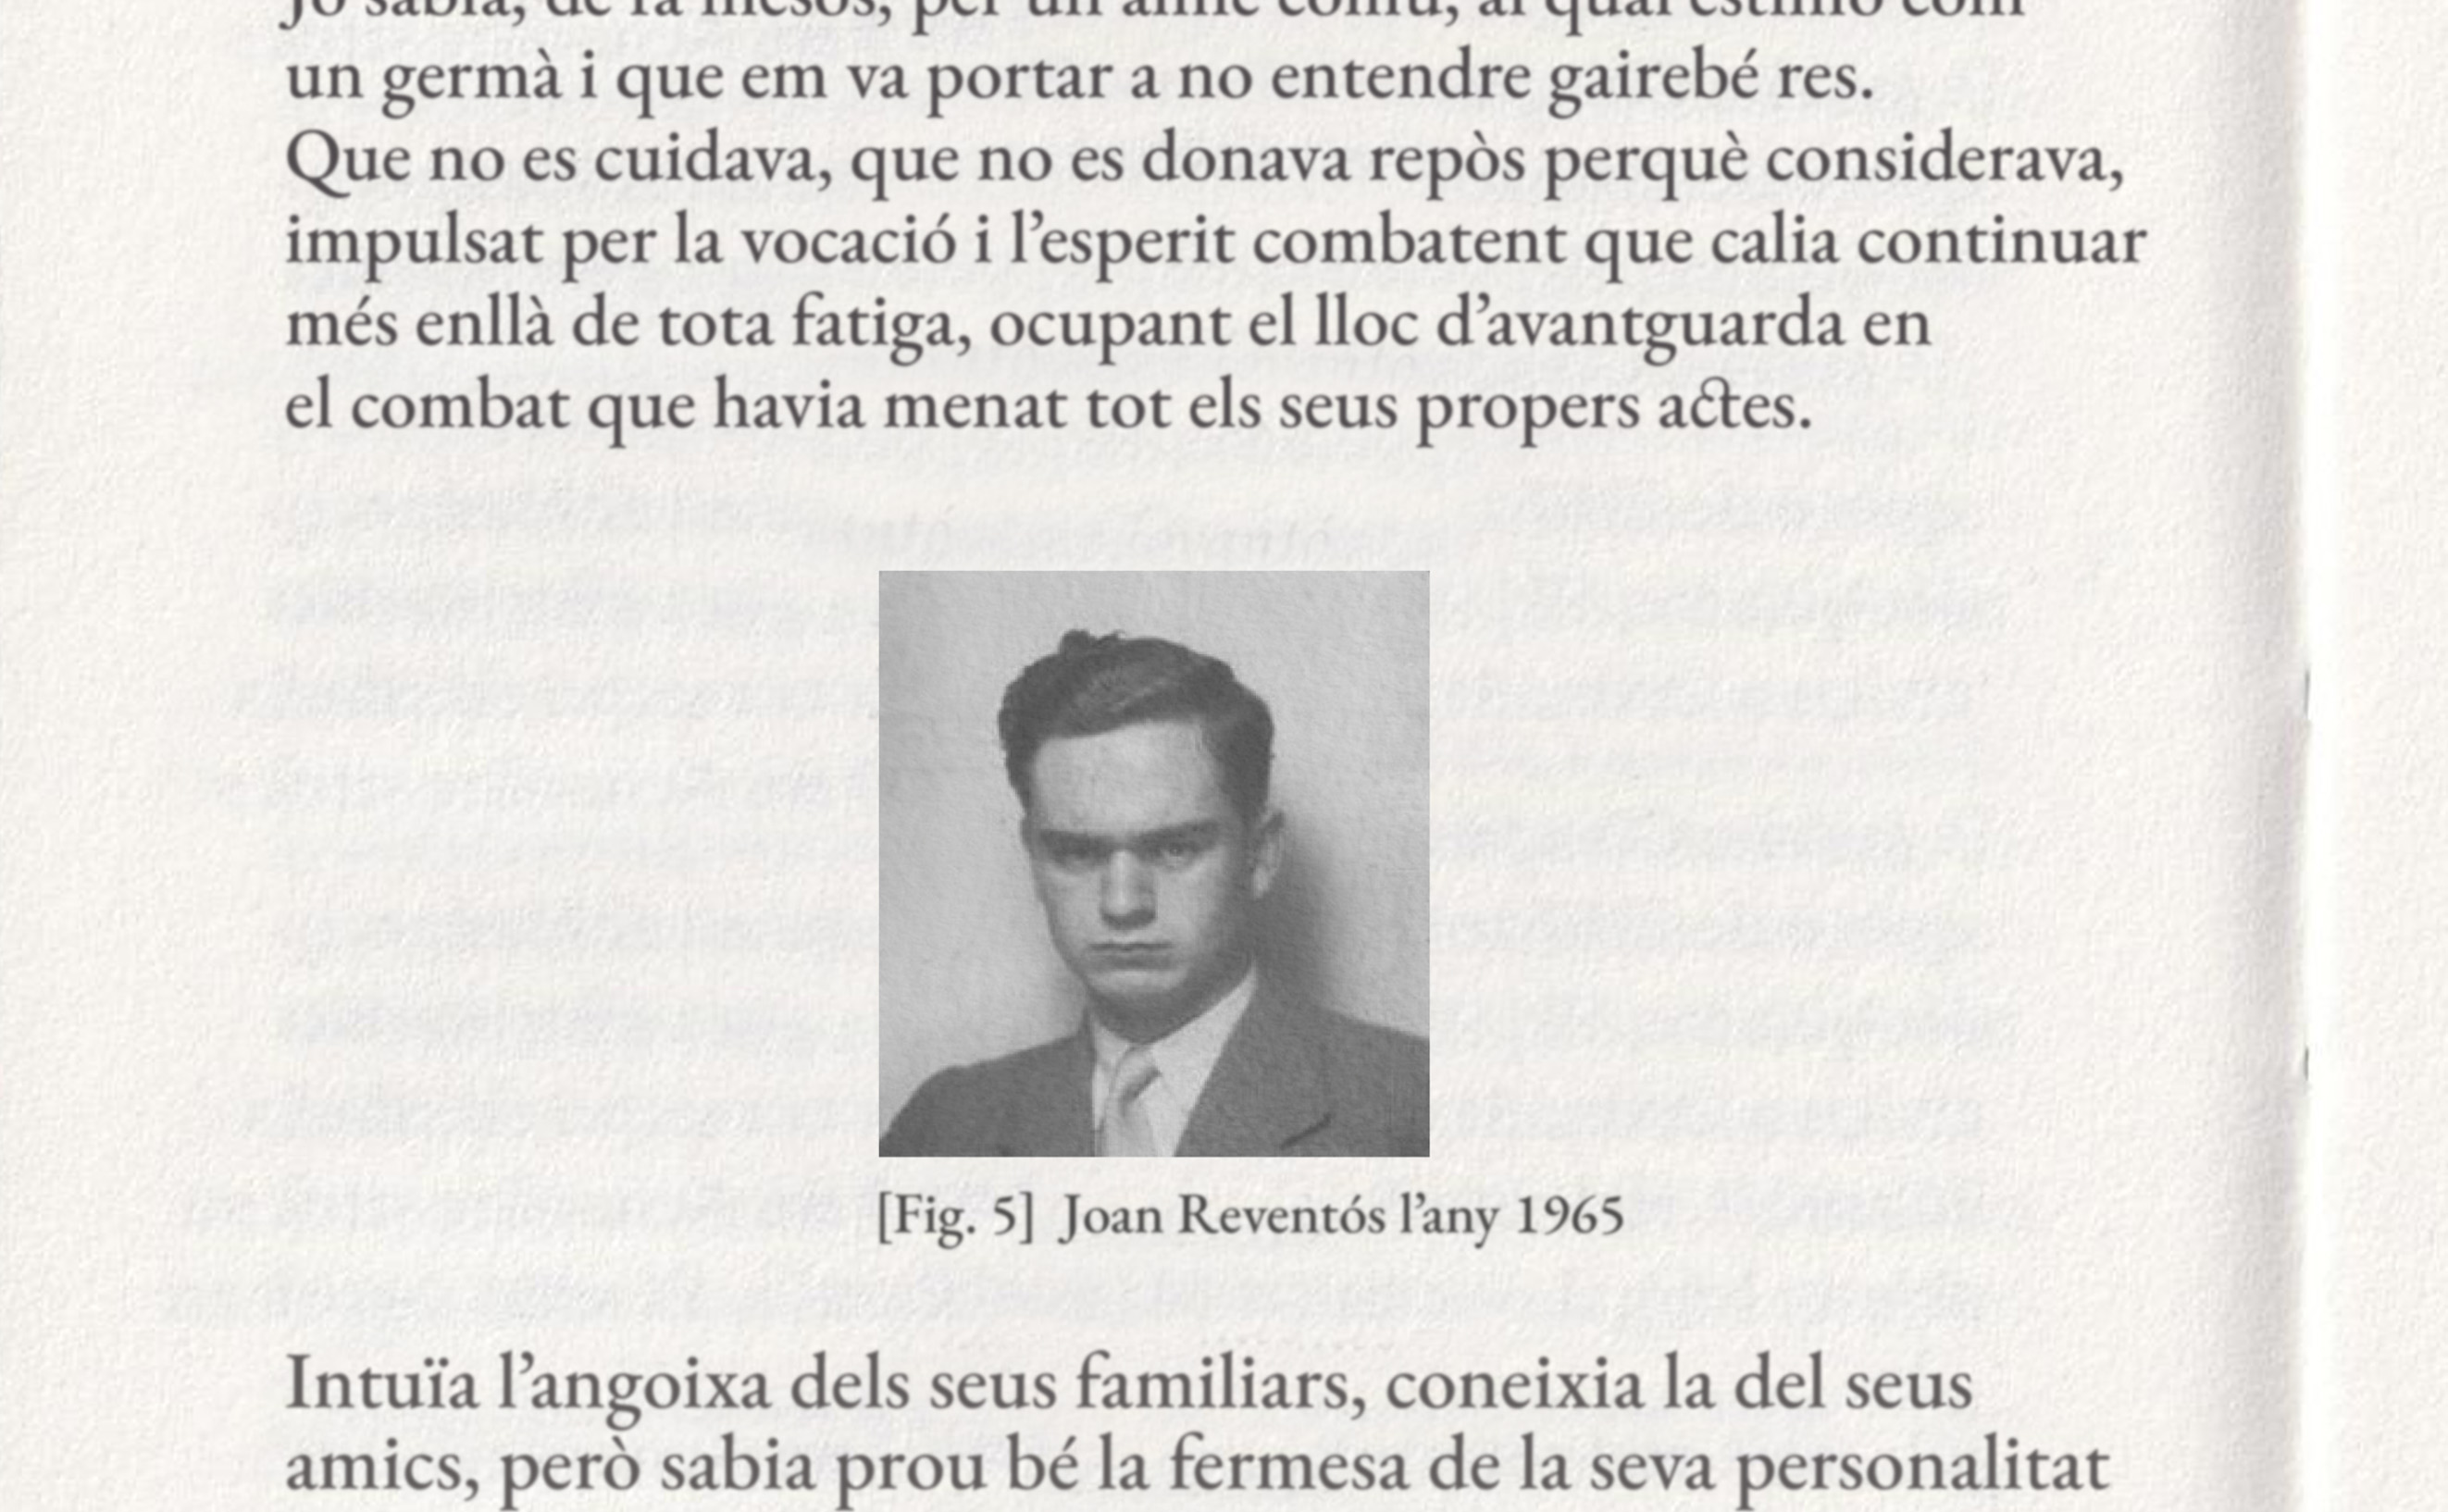 Jo sabia, de fa mesos, per un amic comú, al qual estimo com
un germà i que em va portar a no entendre gairebé res.
Que no es cuidava, que no es donava repòs perquè considerava,
impulsat per la vocació i l’esperit combatent que calia continuar
més enllà de tota fatiga, ocupant el lloc d’avantguarda en
el combat que havia menat tot els seus propers actes.
[Fig. 5] Joan Reventós l’any 1965
Intuïa l’angoixa dels seus familiars, coneixia la del seus
amics, però sabia prou bé la fermesa de la seva personalitat